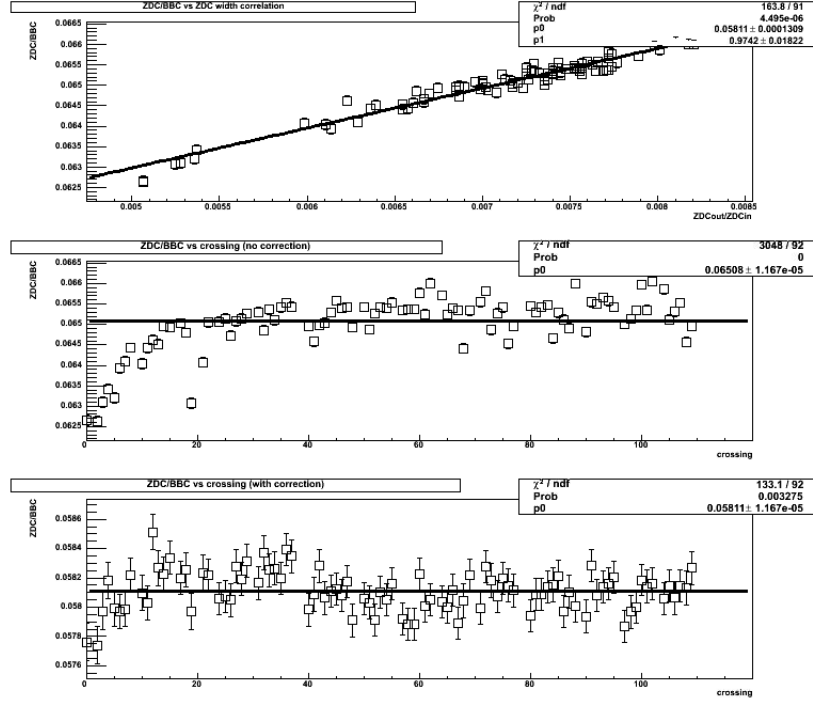 ZDC/BBC vs ZDC width correlation
χ² / ndf 163.8 / 91
Prob 4.495e-06
p0 0.05811± 0.0001309
p1 0.9742 ± 0.01822
ZDC/BBC
0.0665
0.066
0.0655
0.065
0.0645
0.064
0.0635
0.063
0.0625
0.005 0.0055 0.006 0.0065 0.007 0.0075 0.008 0.0085
ZDCout/ZDCin
ZDC/BBC vs crossing (no correction)
χ² / ndf 3048 / 92
Prob 0
p0 0.06508 ± 1.167e-05
ZDC/BBC
0.0665
0.066
0.0655
0.065
0.0645
0.064
0.0635
0.063
0.0625
0 20 40 60 80 100
crossing
ZDC/BBC vs crossing (with correction)
χ² / ndf 133.1 / 92
Prob 0.003275
p0 0.05811± 1.167e-05
ZDC/BBC
0.0586
0.0584
0.0582
0.058
0.0578
0.0576
0 20 40 60 80 100
crossing